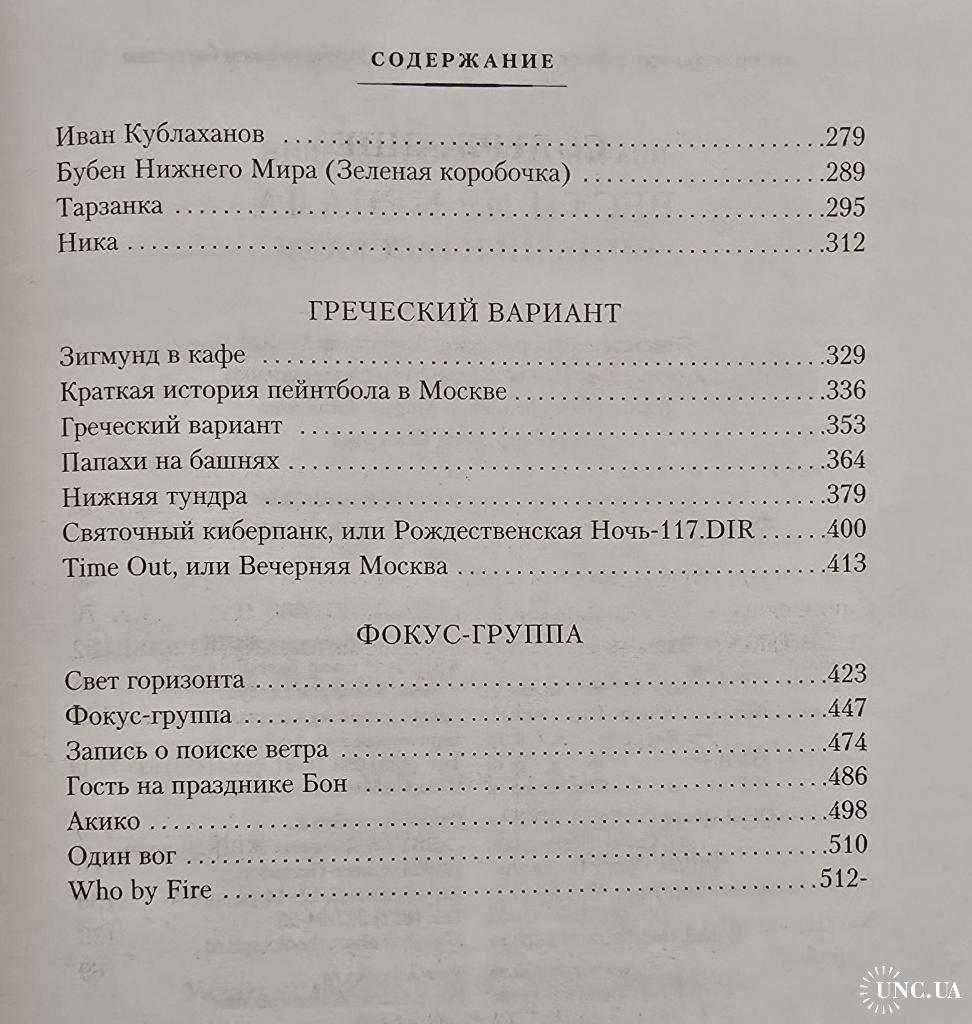 СОДЕРЖАНИЕ
Иван Кублаханов ........................................ 279
Бубен Нижнего Мира (Зеленая коробочка) ................ 289
Тарзанка ........................................ 295
Ника ........................................ 312
ГРЕЧЕСКИЙ ВАРИАНТ
Зигмунд в кафе ........................................ 329
Краткая история пейнтбола в Москве .................... 336
Греческий вариант ........................................ 353
Папахи на башнях ........................................ 364
Нижняя тундра ........................................ 379
Святочный киберпанк, или Рождественская Ночь-117.DIR ...... 400
Time Out, или Вечерняя Москва ........................ 413
ФОКУС-ГРУППА
Свет горизонта ........................................ 423
Фокус-группа ........................................ 447
Запись о поиске ветра ................................ 474
Гость на празднике Бон ................................ 486
Акико ........................................ 498
Один вог ........................................ 510
Who by Fire ........................................ 512-
UNC.UA